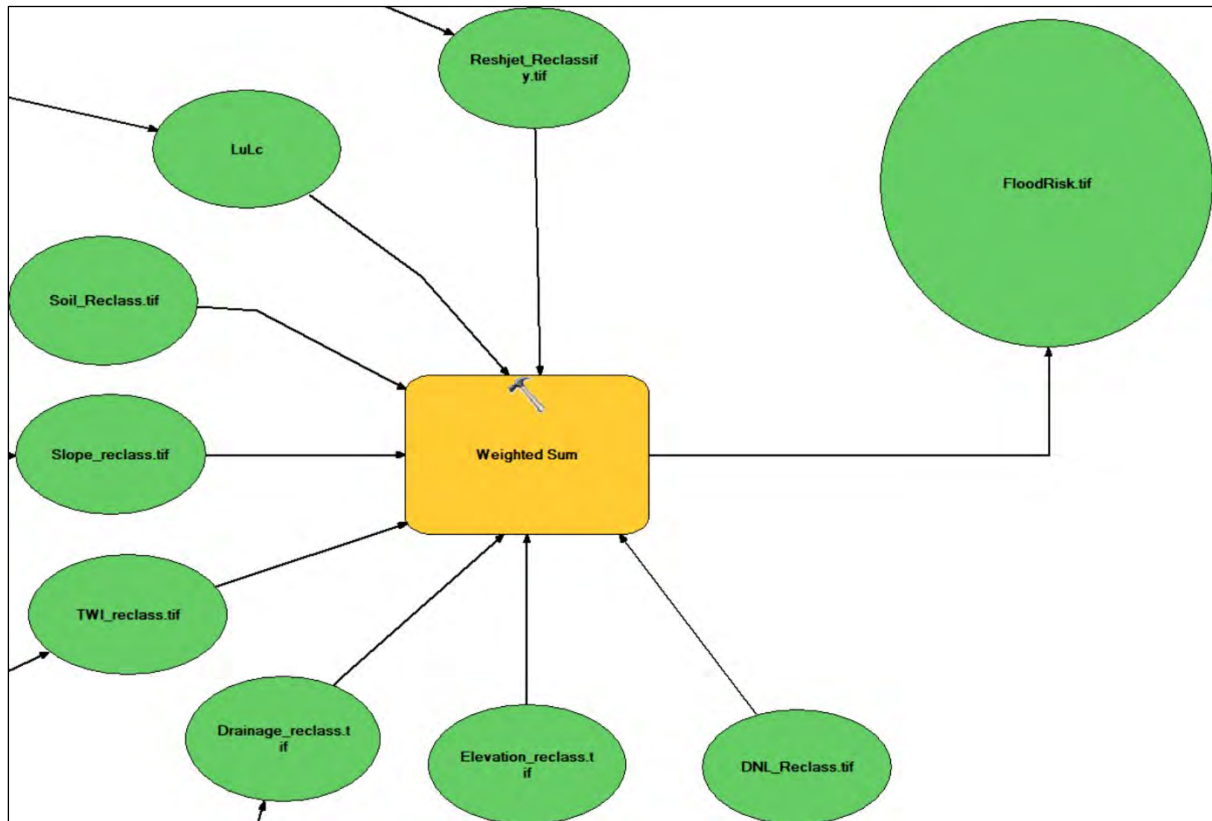 Reshjet_Reclassif
y.tif
LuLc
FloodRisk.tif
Soil_Reclass.tif
Slope_reclass.tif
Weighted Sum
TWI_reclass.tif
Drainage_reclass.t
if
Elevation_reclass.t
if
DNL_Reclass.tif